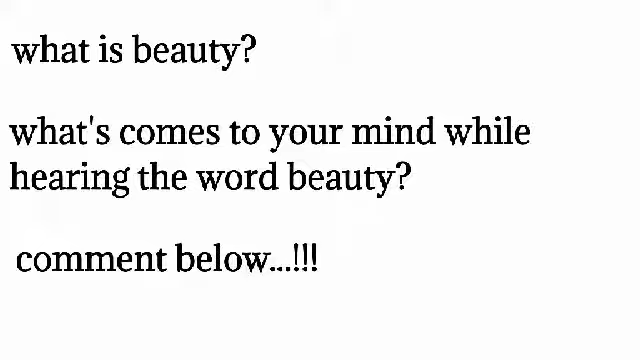 what is beauty?
what's comes to your mind while
hearing the word beauty?
comment below...!!!